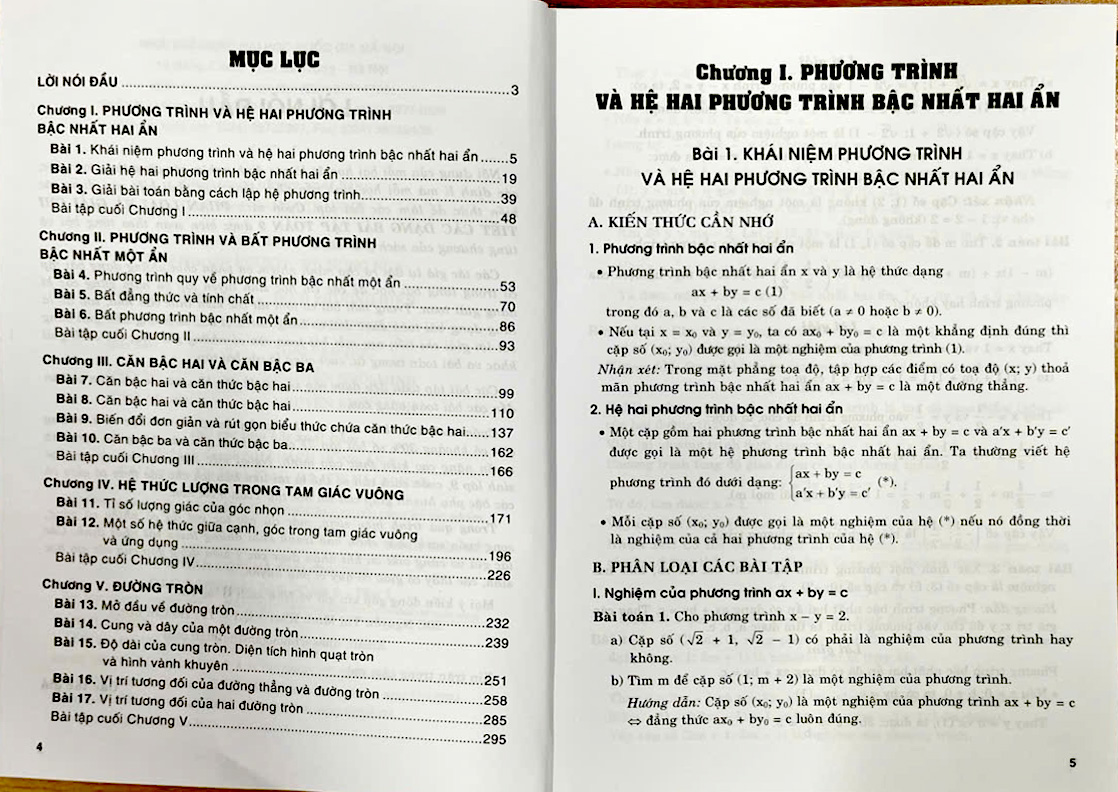 MỤC LỤC
LỜI NÓI ĐẦU ........ 3
Chương I. PHƯƠNG TRÌNH VÀ HỆ HAI PHƯƠNG TRÌNH
BẬC NHẤT HAI ẨN
Bài 1. Khái niệm phương trình và hệ hai phương trình bậc nhất hai ẩn ....... 5
Bài 2. Giải hệ hai phương trình bậc nhất hai ẩn ........ 19
Bài 3. Giải bài toán bằng cách lập hệ phương trình ........ 39
Bài tập cuối Chương I ........ 48
Chương II. PHƯƠNG TRÌNH VÀ BẤT PHƯƠNG TRÌNH
BẬC NHẤT MỘT ẨN
Bài 4. Phương trình quy về phương trình bậc nhất một ẩn ........ 53
Bài 5. Bất đẳng thức và tính chất ........ 70
Bài 6. Bất phương trình bậc nhất một ẩn ........ 86
Bài tập cuối Chương II ........ 93
Chương III. CĂN BẬC HAI VÀ CĂN BẬC BA
Bài 7. Căn bậc hai và căn thức bậc hai ........ 99
Bài 8. Căn bậc hai và căn thức bậc hai ........ 110
Bài 9. Biến đổi đơn giản và rút gọn biểu thức chứa căn thức bậc hai ...... 137
Bài 10. Căn bậc ba và căn thức bậc ba ........ 162
Bài tập cuối Chương III ........ 166
Chương IV. HỆ THỨC LƯỢNG TRONG TAM GIÁC VUÔNG
Bài 11. Tỉ số lượng giác của góc nhọn ........ 171
Bài 12. Một số hệ thức giữa cạnh, góc trong tam giác vuông
và ứng dụng ........ 196
Bài tập cuối Chương IV ........ 226
Chương V. ĐƯỜNG TRÒN
Bài 13. Mở đầu về đường tròn ........ 232
Bài 14. Cung và dây của một đường tròn ........ 239
Bài 15. Độ dài của cung tròn. Diện tích hình quạt tròn
và hình vành khuyên ........ 251
Bài 16. Vị trí tương đối của đường thẳng và đường tròn ........ 258
Bài 17. Vị trí tương đối của hai đường tròn ........ 285
Bài tập cuối Chương V ........ 295
4
Chương I. PHƯƠNG TRÌNH
VÀ HỆ HAI PHƯƠNG TRÌNH BẬC NHẤT HAI ẨN
Bài 1. KHÁI NIỆM PHƯƠNG TRÌNH
VÀ HỆ HAI PHƯƠNG TRÌNH BẬC NHẤT HAI ẨN
A. KIẾN THỨC CẦN NHỚ
1. Phương trình bậc nhất hai ẩn
• Phương trình bậc nhất hai ẩn x và y là hệ thức dạng
ax + by = c (1)
trong đó a, b và c là các số đã biết (a ≠ 0 hoặc b ≠ 0).
• Nếu tại x = x₀ và y = y₀, ta có ax₀ + by₀ = c là một khẳng định đúng thì
cặp số (x₀; y₀) được gọi là một nghiệm của phương trình (1).
Nhận xét: Trong mặt phẳng toạ độ, tập hợp các điểm có toạ độ (x; y) thoả
mãn phương trình bậc nhất hai ẩn ax + by = c là một đường thẳng.
2. Hệ hai phương trình bậc nhất hai ẩn
• Một cặp gồm hai phương trình bậc nhất hai ẩn ax + by = c và a′x + b′y = c′
được gọi là một hệ phương trình bậc nhất hai ẩn. Ta thường viết hệ
phương trình đó dưới dạng: { ax + by = c
a′x + b′y = c′ (*).
• Mỗi cặp số (x₀; y₀) được gọi là một nghiệm của hệ (*) nếu nó đồng thời
là nghiệm của cả hai phương trình của hệ (*).
B. PHÂN LOẠI CÁC BÀI TẬP
I. Nghiệm của phương trình ax + by = c
Bài toán 1. Cho phương trình x – y = 2.
a) Cặp số (√2 + 1, √2 – 1) có phải là nghiệm của phương trình hay
không.
b) Tìm m để cặp số (1; m + 2) là một nghiệm của phương trình.
Hướng dẫn: Cặp số (x₀; y₀) là một nghiệm của phương trình ax + by = c
⇔ đẳng thức ax₀ + by₀ = c luôn đúng.
5